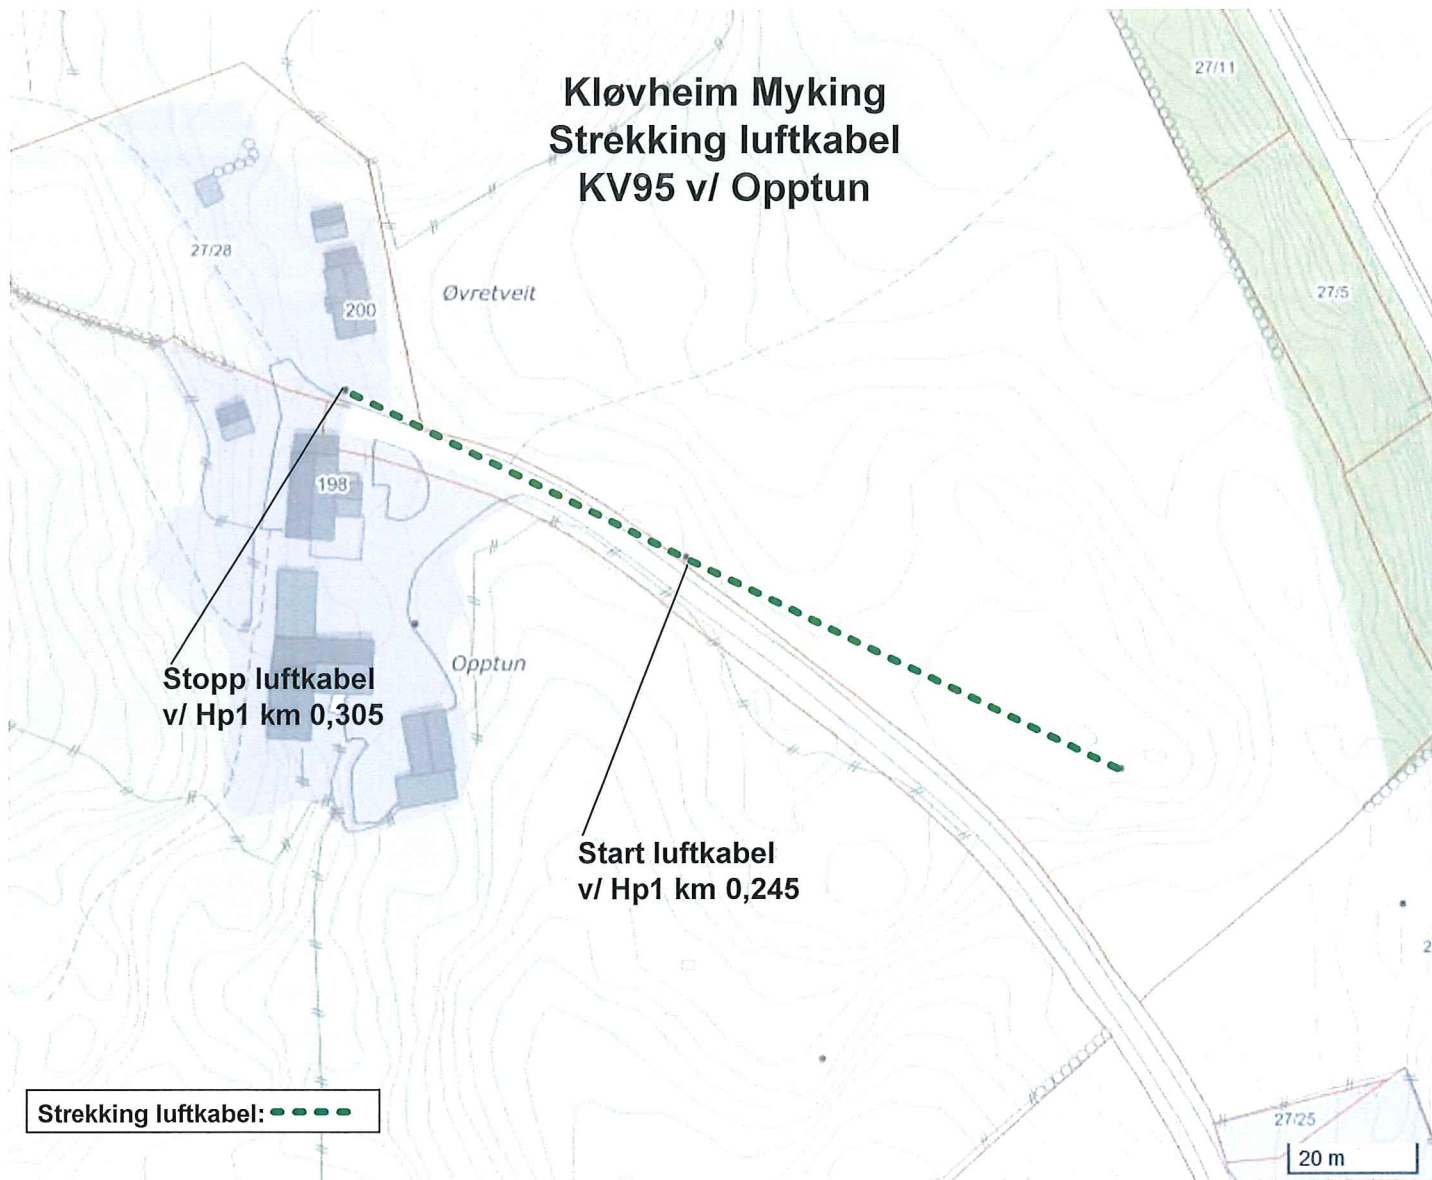 Kløvheim Myking
Strekking luftkabel
KV95 v/ Opptun
27/11
27/28
27/5
Øvretveit
200
198
Opptun
Stopp luftkabel
v/ Hp1 km 0,305
Start luftkabel
v/ Hp1 km 0,245
2
Strekking luftkabel:
27/25
20 m